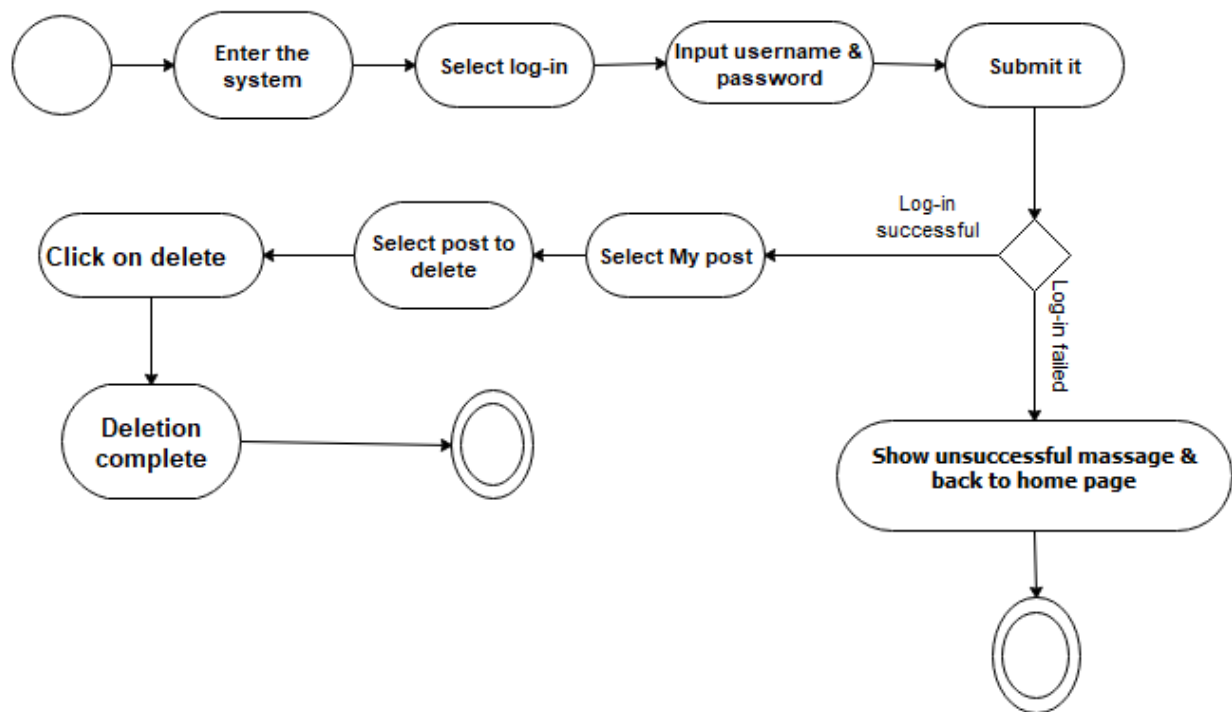 Enter the
system
Select log-in
Input username &
password
Submit it
Log-in
successful
Select My post
Select post to
delete
Click on delete
Log-in failed
Deletion
complete
Show unsuccessful massage &
back to home page